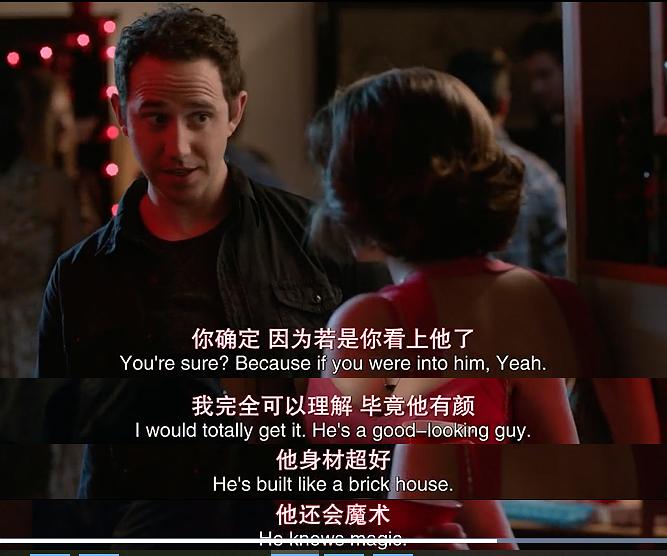 你确定 因为若是你看上他了
You're sure? Because if you were into him, Yeah.
我完全可以理解 毕竟他有颜
I would totally get it. He's a good-looking guy.
他身材超好
He's built like a brick house.
他还会魔术
He knows magic.